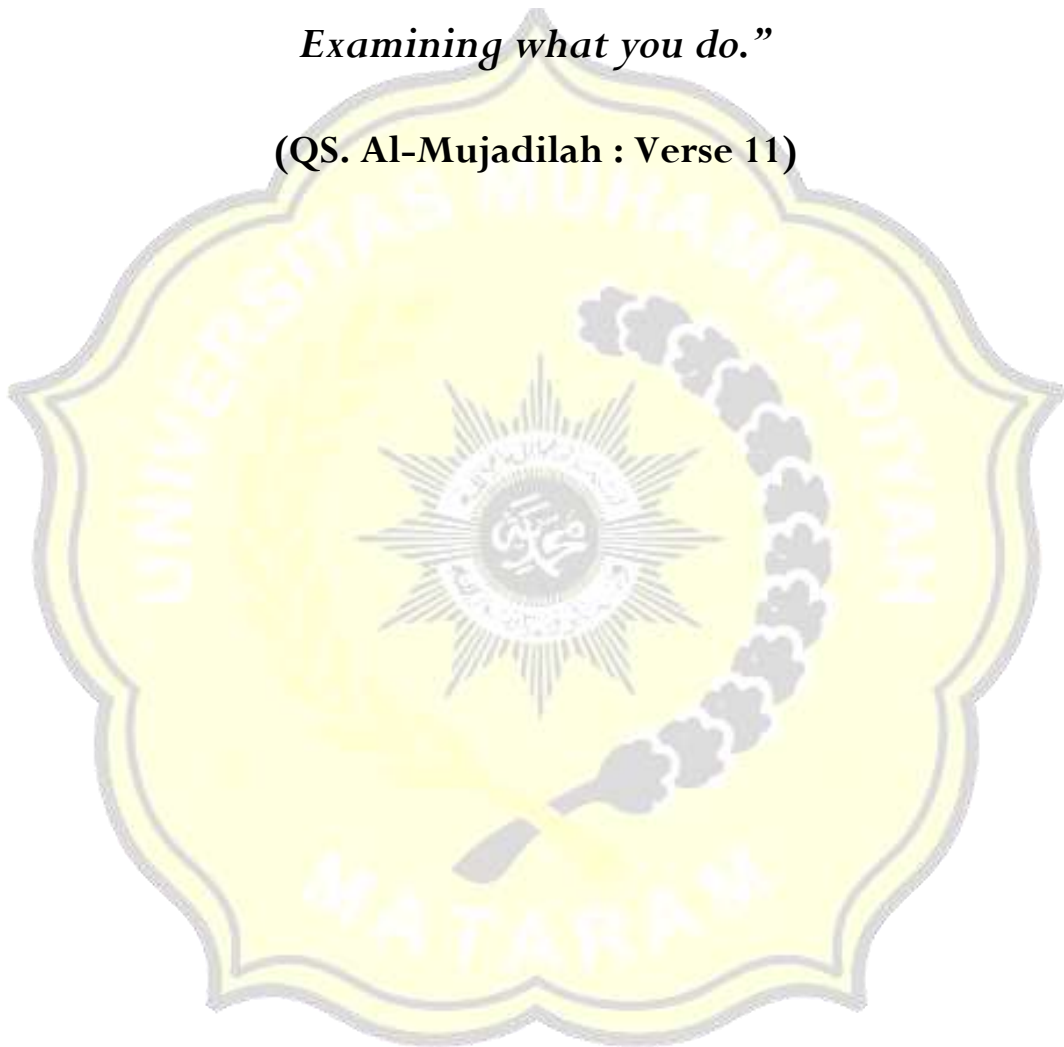 Examining what you do.”
(QS. Al-Mujadilah : Verse 11)
UNIVERSITAS MUHAMMADIYAH
MATARAM